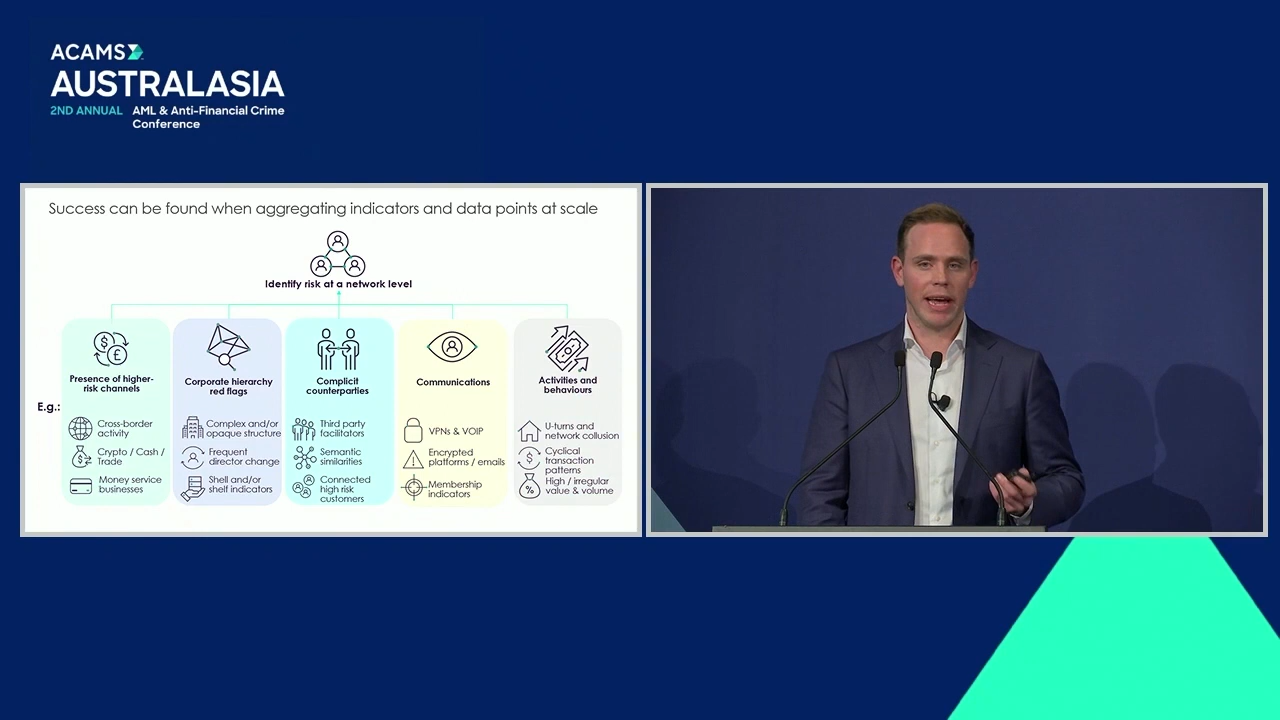 ACAMS
AUSTRALASIA
2ND ANNUAL AML & Anti-Financial Crime
Conference
Success can be found when aggregating indicators and data points at scale
Identify risk at a network level
E.g.:
Presence of higher-
risk channels
Cross-border
activity
Crypto / Cash /
Trade
Money service
businesses
Corporate hierarchy
red flags
Complex and/or
opaque structure
Frequent
director change
Shell and/or
shelf indicators
Complicit
counterparties
Third party
facilitators
Semantic
similarities
Connected
high risk
customers
Communications
VPNs & VOIP
Encrypted
platforms / emails
Membership
indicators
Activities and
behaviours
U-turns and
network collusion
Cyclical
transaction
patterns
High / irregular
value & volume